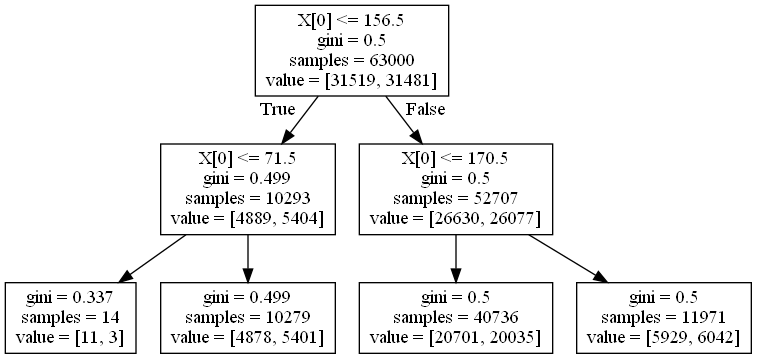 X[0] <= 156.5
gini = 0.5
samples = 63000
value = [31519, 31481]
True
False
X[0] <= 71.5
gini = 0.499
samples = 10293
value = [4889, 5404]
X[0] <= 170.5
gini = 0.5
samples = 52707
value = [26630, 26077]
gini = 0.337
samples = 14
value = [11, 3]
gini = 0.499
samples = 10279
value = [4878, 5401]
gini = 0.5
samples = 40736
value = [20701, 20035]
gini = 0.5
samples = 11971
value = [5929, 6042]